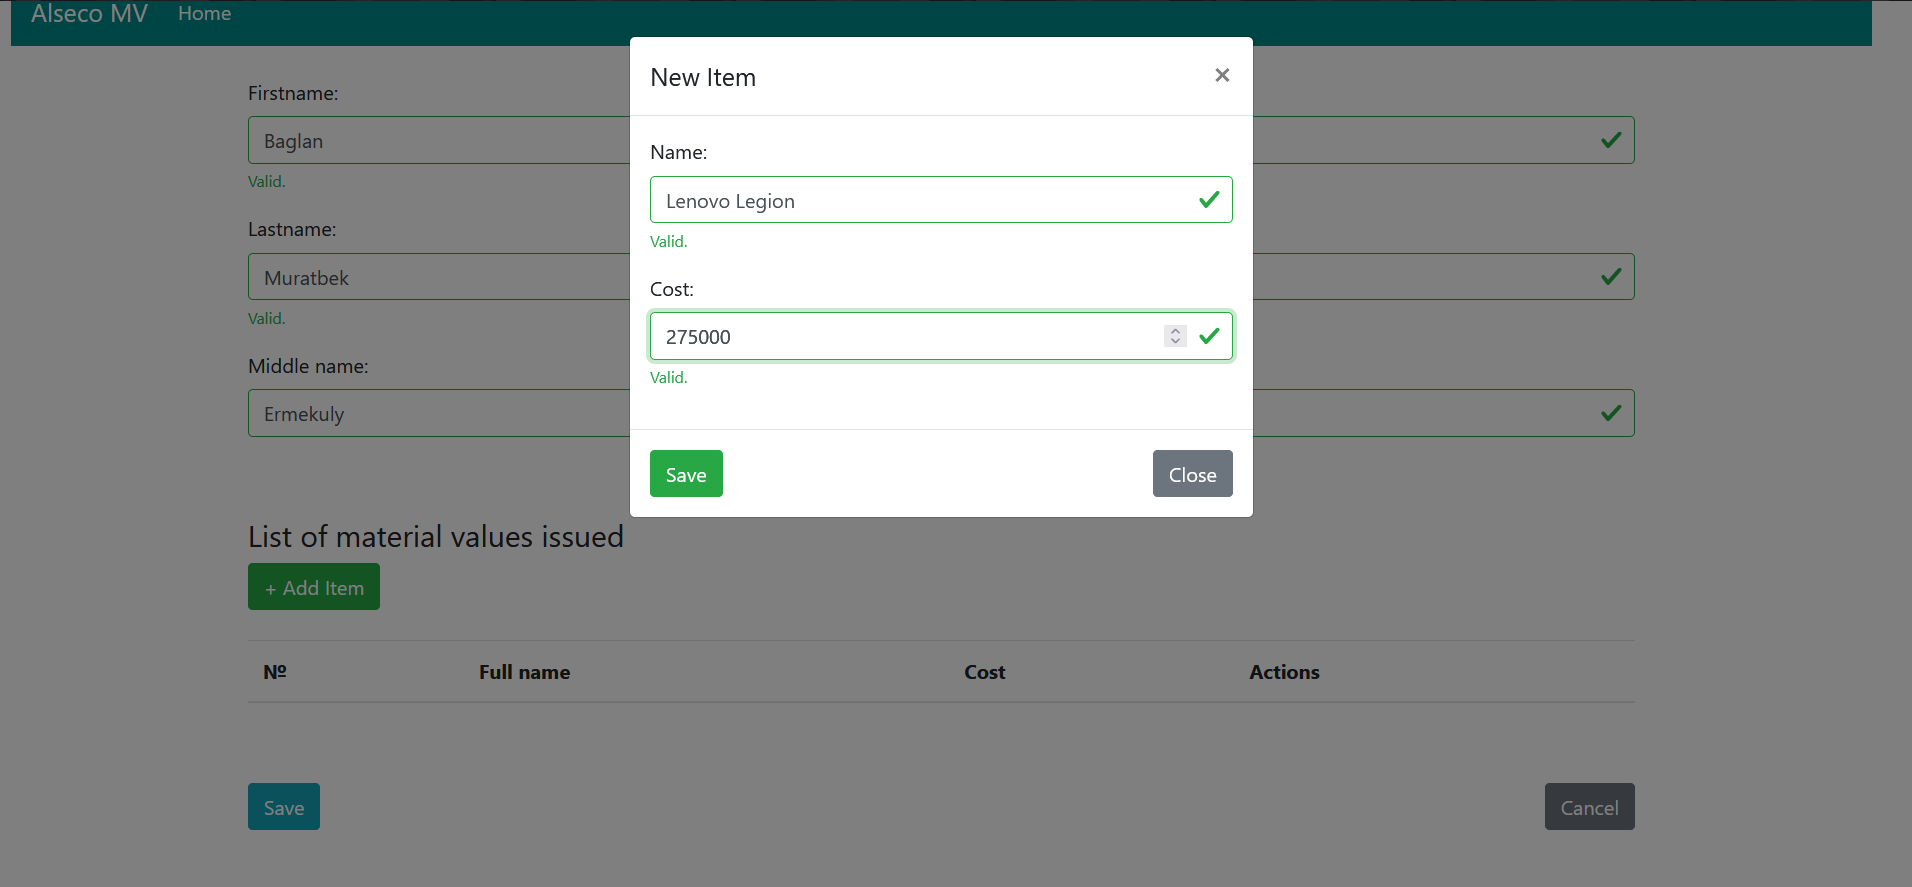 Alseco MV Home
New Item ×
Firstname:
Baglan
Valid.
Lastname:
Muratbek
Valid.
Middle name:
Ermekuly
Name:
Lenovo Legion
Valid.
Cost:
275000
Valid.
Save Close
List of material values issued
+ Add Item
№ Full name Cost Actions
Save Cancel